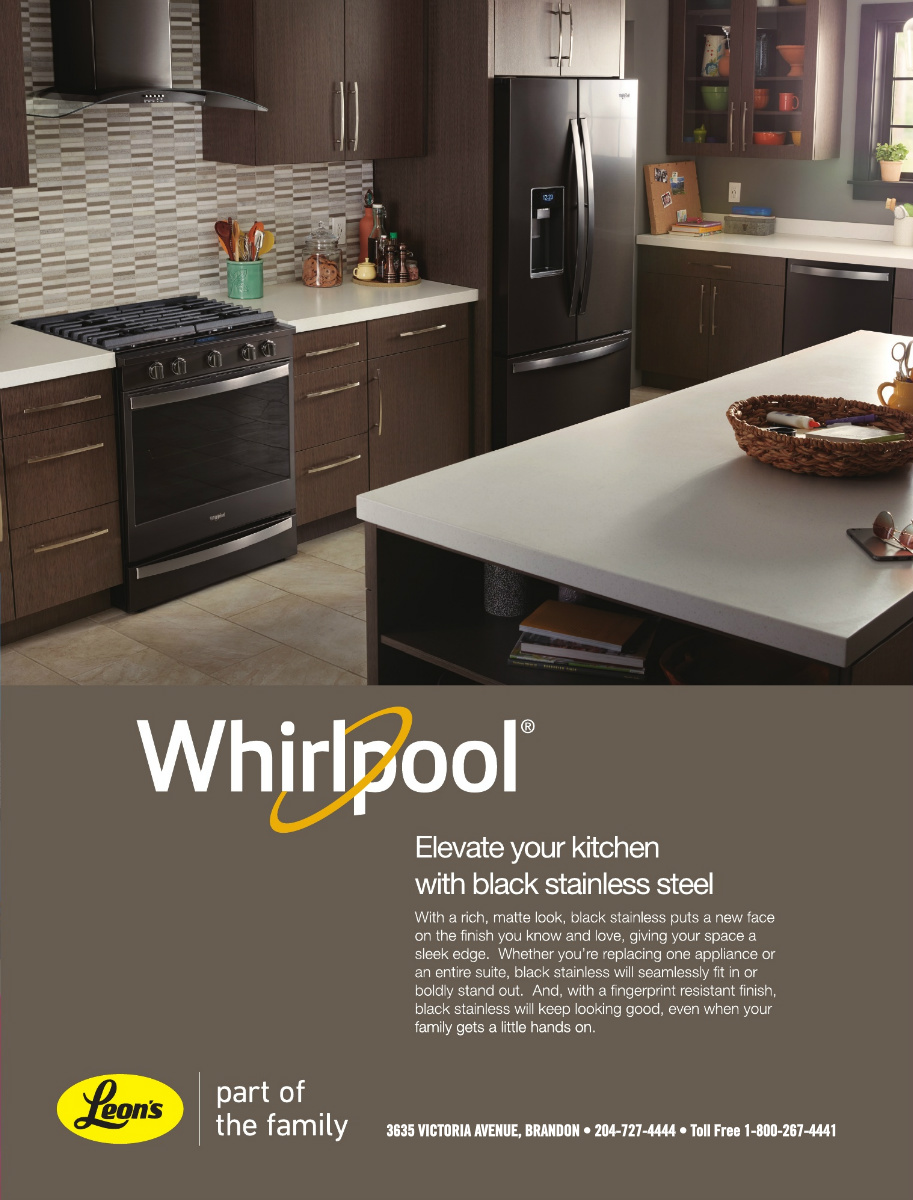 Whirlpool
Whirlpool®
Elevate your kitchen
with black stainless steel
With a rich, matte look, black stainless puts a new face
on the finish you know and love, giving your space a
sleek edge.  Whether you're replacing one appliance or
an entire suite, black stainless will seamlessly fit in or
boldly stand out.  And, with a fingerprint resistant finish,
black stainless will keep looking good, even when your
family gets a little hands on.
Leon's
part of
the family
3635 VICTORIA AVENUE, BRANDON • 204-727-4444 • Toll Free 1-800-267-4441